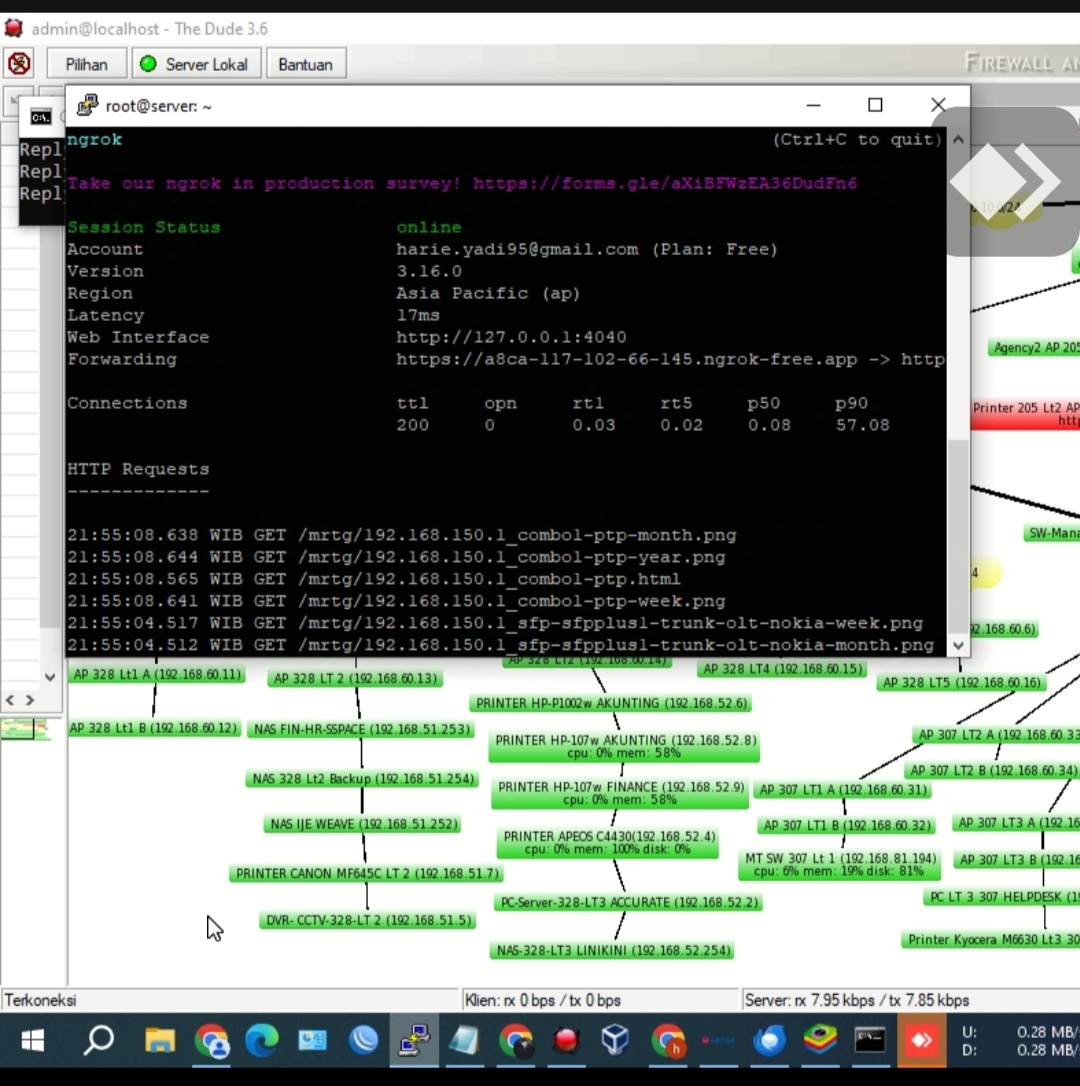 admin@localhost - The Dude 3.6
Pilihan
Server Lokal
Bantuan
FIREWALL
root@server: ~
Repl
Repl
Repl
ngrok (Ctrl+C to quit)
Take our ngrok in production survey! https://forms.gle/aXiBFWzEA36DudFn6
Session Status online
Account harie.yadi95@gmail.com (Plan: Free)
Version 3.16.0
Region Asia Pacific (ap)
Latency 17ms
Web Interface http://127.0.0.1:4040
Forwarding https://a8ca-117-102-66-145.ngrok-free.app -> http
Connections ttl opn rt1 rt5 p50 p90
200 0 0.03 0.02 0.08 57.08
HTTP Requests
-------------
21:55:08.638 WIB GET /mrtg/192.168.150.1_combo1-ptp-month.png
21:55:08.644 WIB GET /mrtg/192.168.150.1_combo1-ptp-year.png
21:55:08.565 WIB GET /mrtg/192.168.150.1_combo1-ptp.html
21:55:08.641 WIB GET /mrtg/192.168.150.1_combo1-ptp-week.png
21:55:04.517 WIB GET /mrtg/192.168.150.1_sfp-sfpplus1-trunk-olt-nokia-week.png
21:55:04.512 WIB GET /mrtg/192.168.150.1_sfp-sfpplus1-trunk-olt-nokia-month.png
10.0/24
Agency2 AP 205
Printer 205 Lt2 AP
htt
SW-Mana
4
92.168.60.6)
AP 328 Lt1 A (192.168.60.11)
AP 328 LT 2 (192.168.60.13)
AP 328 LT2 (192.168.60.14)
AP 328 LT4 (192.168.60.15)
AP 328 LT5 (192.168.60.16)
AP 328 Lt1 B (192.168.60.12)
NAS FIN-HR-SSPACE (192.168.51.253)
NAS 328 Lt2 Backup (192.168.51.254)
NAS IJE WEAVE (192.168.51.252)
PRINTER CANON MF645C LT 2 (192.168.51.7)
DVR- CCTV-328-LT 2 (192.168.51.5)
PRINTER HP-P1002w AKUNTING (192.168.52.6)
PRINTER HP-107w AKUNTING (192.168.52.8)
cpu: 0% mem: 58%
PRINTER HP-107w FINANCE (192.168.52.9)
cpu: 0% mem: 58%
PRINTER APEOS C4430(192.168.52.4)
cpu: 0% mem: 100% disk: 0%
PC-Server-328-LT3 ACCURATE (192.168.52.2)
NAS-328-LT3 LINIKINI (192.168.52.254)
AP 307 LT1 A (192.168.60.31)
AP 307 LT1 B (192.168.60.32)
MT SW 307 Lt 1 (192.168.81.194)
cpu: 6% mem: 19% disk: 81%
AP 307 LT2 A (192.168.60.33
AP 307 LT2 B (192.168.60.34)
AP 307 LT3 A (192.16
AP 307 LT3 B (192.16
PC LT 3 307 HELPDESK (19
Printer Kyocera M6630 Lt3 30
Terkoneksi
Klien: rx 0 bps / tx 0 bps
Server: rx 7.95 kbps / tx 7.85 kbps
U: 0.28 MB/
D: 0.28 MB/